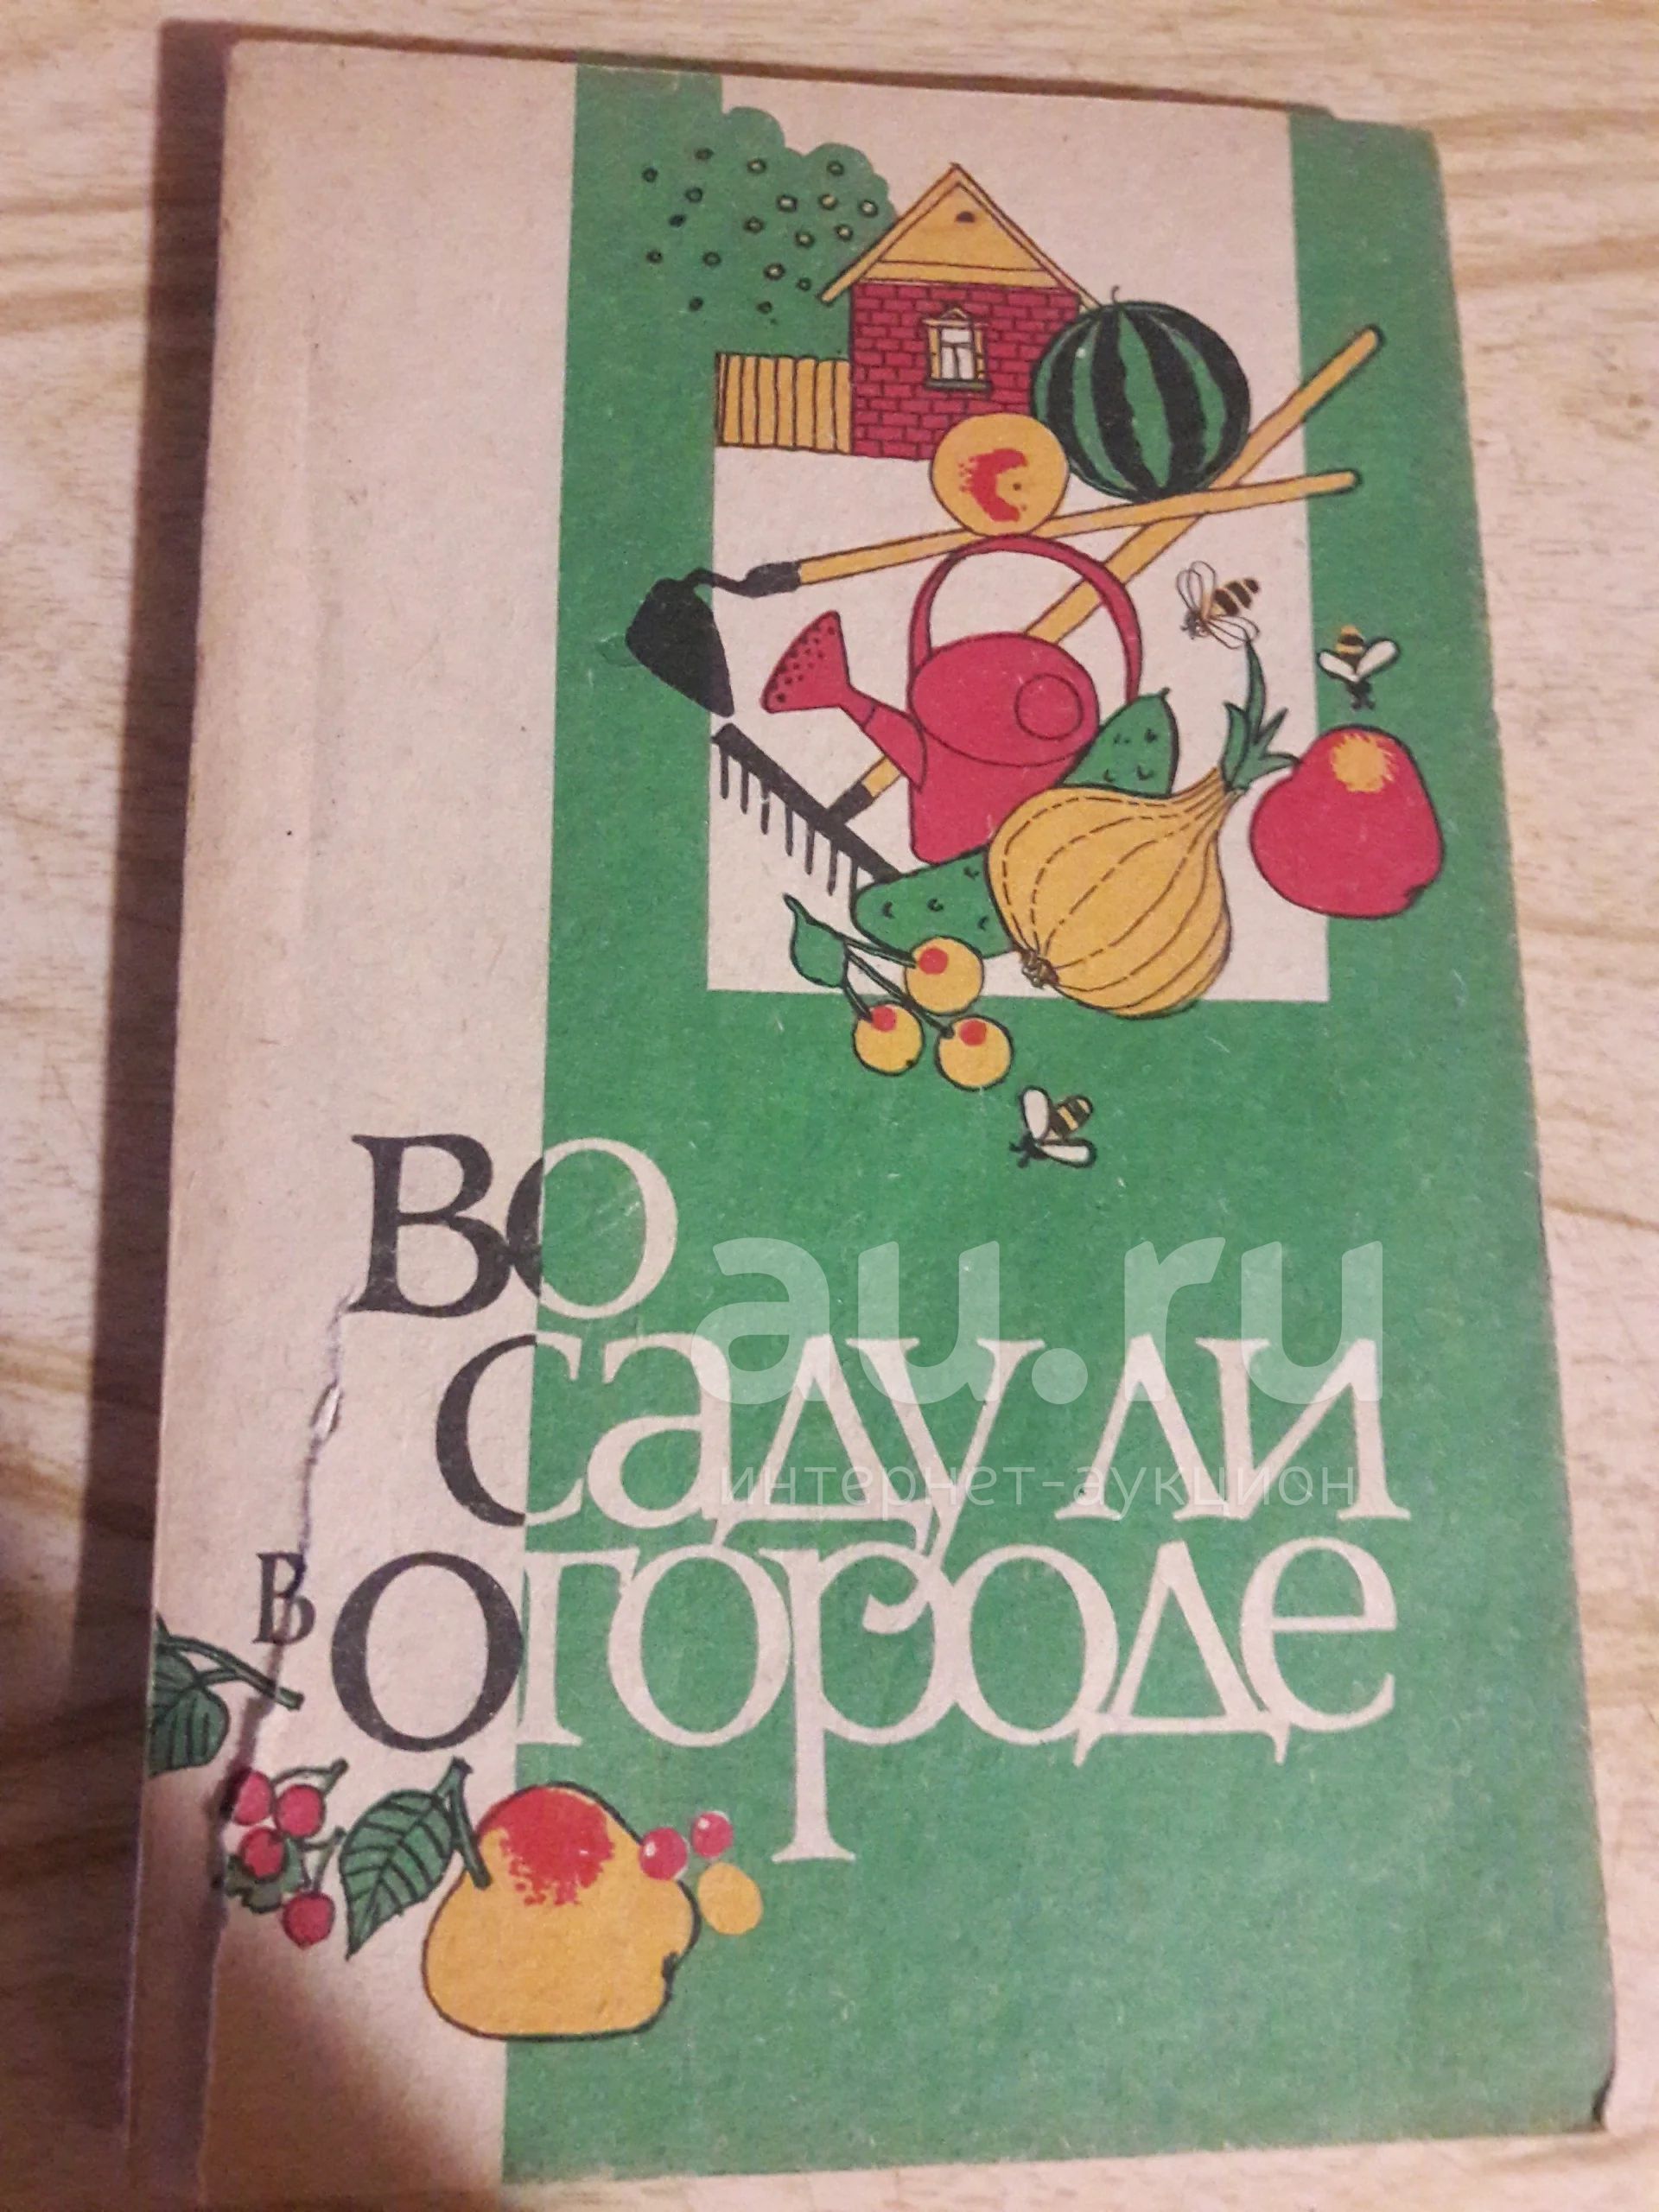 Во
саду ли
в огороде
au.ru
интернет-аукцион